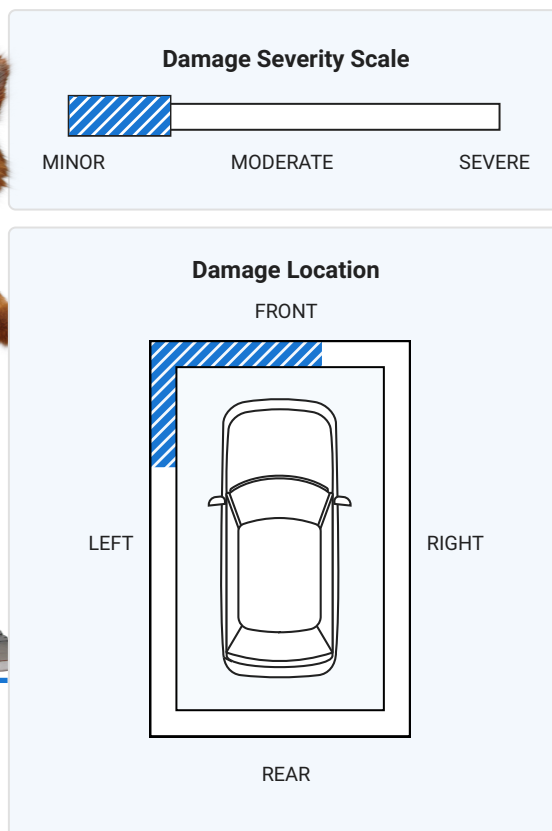 Damage Severity Scale
MINOR MODERATE SEVERE
Damage Location
FRONT
LEFT RIGHT
REAR